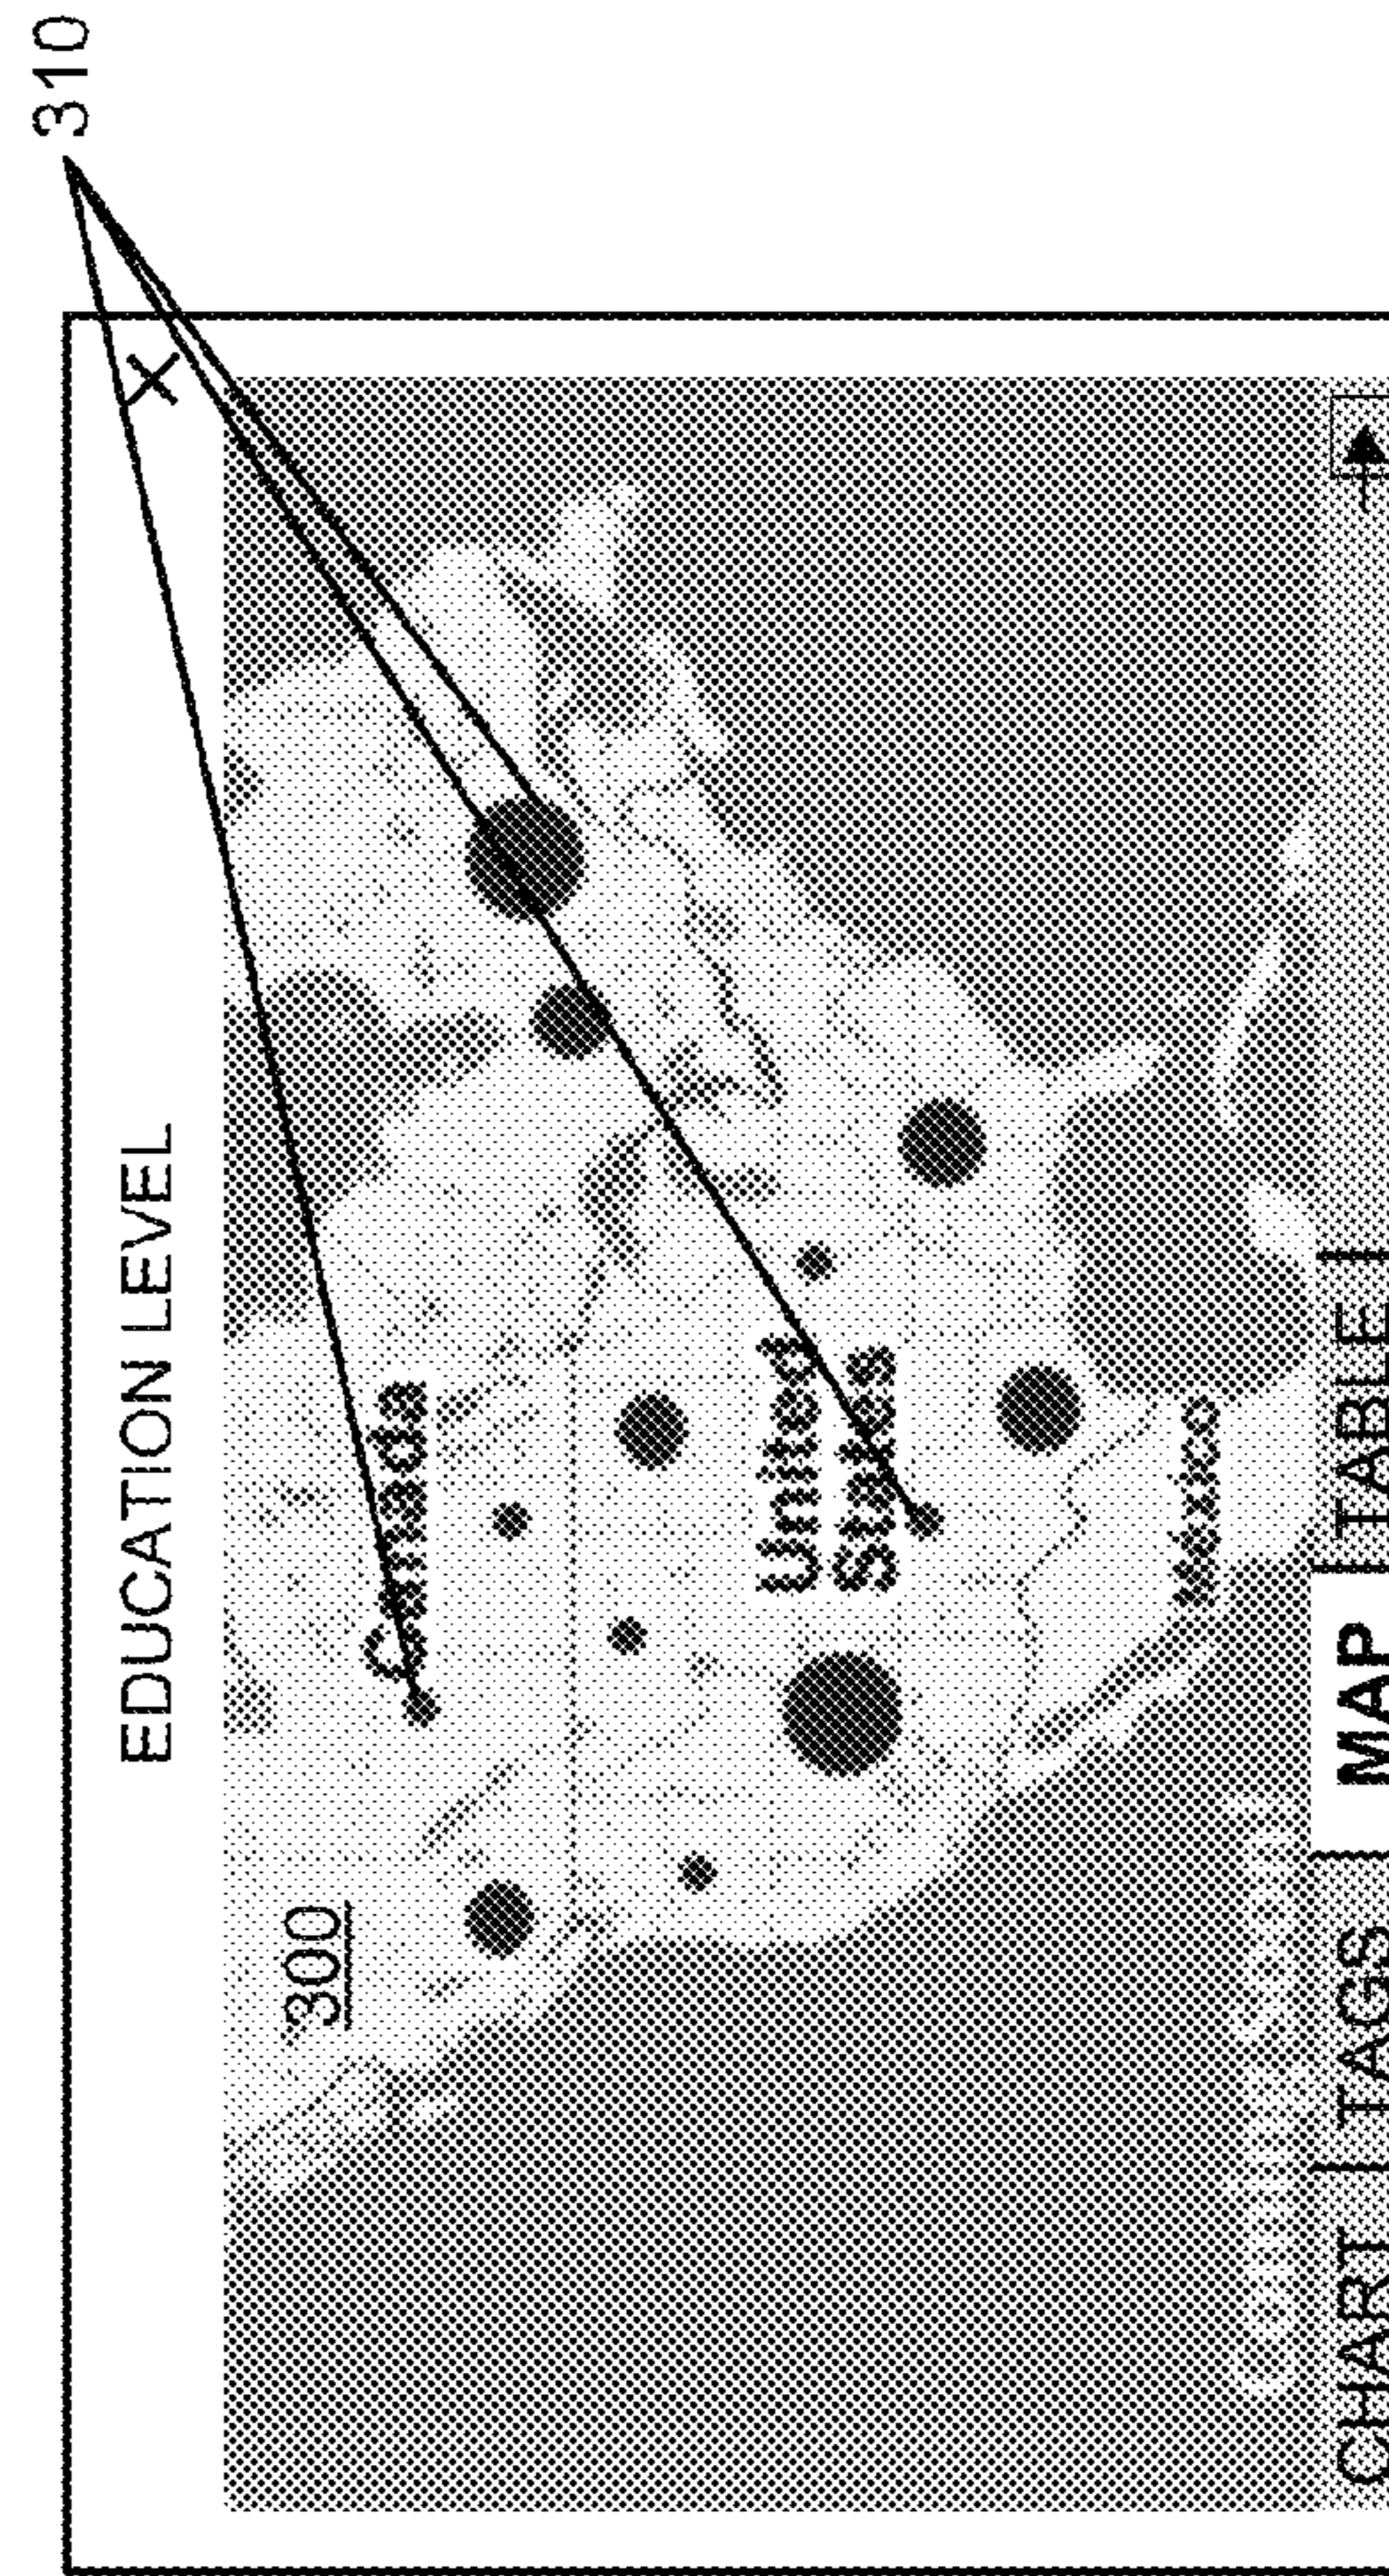 310
EDUCATION LEVEL
X
300
Canada
United
States
Mexico
CHART | TAGS | MAP | TABLE |